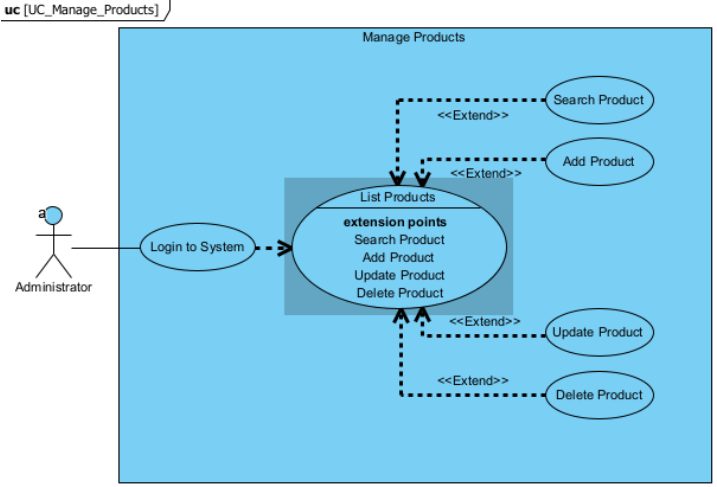 uc [UC_Manage_Products]
Manage Products
Search Product
<<Extend>>
Add Product
<<Extend>>
List Products
extension points
Search Product
Add Product
Update Product
Delete Product
a
Login to System
Administrator
<<Extend>>
Update Product
<<Extend>>
Delete Product